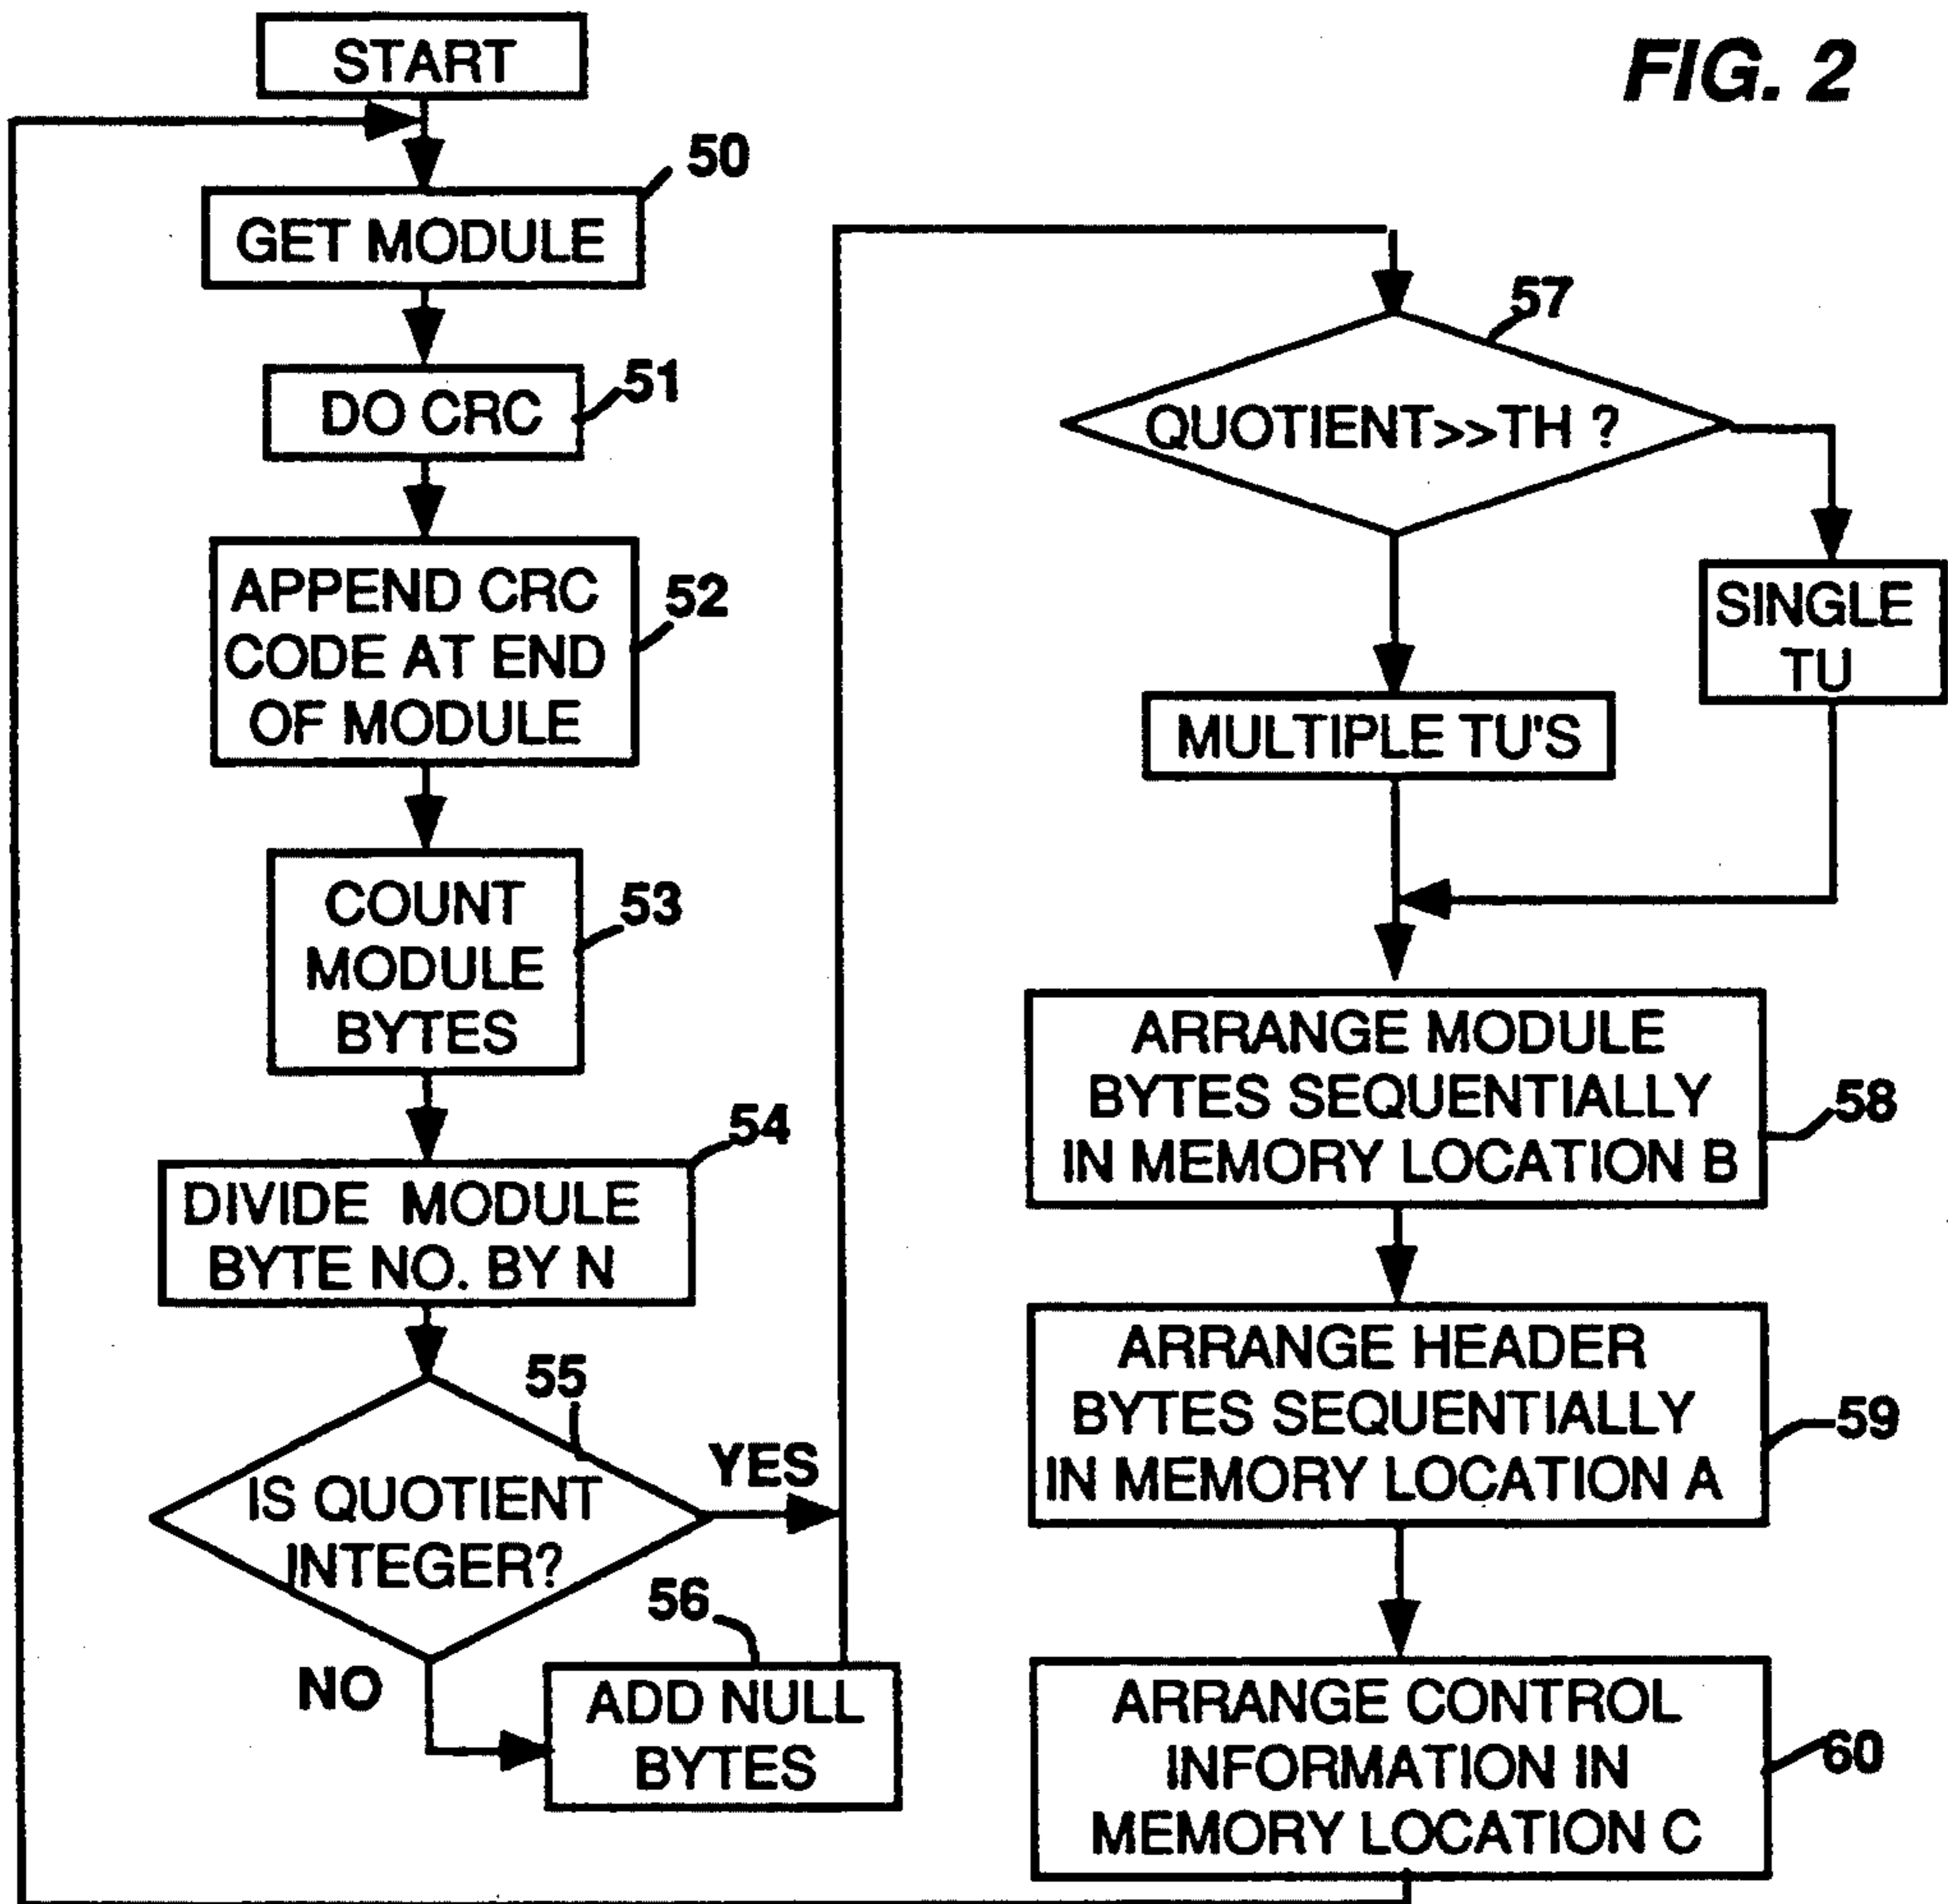 FIG. 2
START
50
GET MODULE
DO CRC
51
APPEND CRC
CODE AT END
OF MODULE
52
COUNT
MODULE
BYTES
53
54
DIVIDE MODULE
BYTE NO. BY N
55
IS QUOTIENT
INTEGER?
YES
NO
56
ADD NULL
BYTES
57
QUOTIENT>>TH ?
SINGLE
TU
MULTIPLE TU'S
ARRANGE MODULE
BYTES SEQUENTIALLY
IN MEMORY LOCATION B
58
ARRANGE HEADER
BYTES SEQUENTIALLY
IN MEMORY LOCATION A
59
ARRANGE CONTROL
INFORMATION IN
MEMORY LOCATION C
60